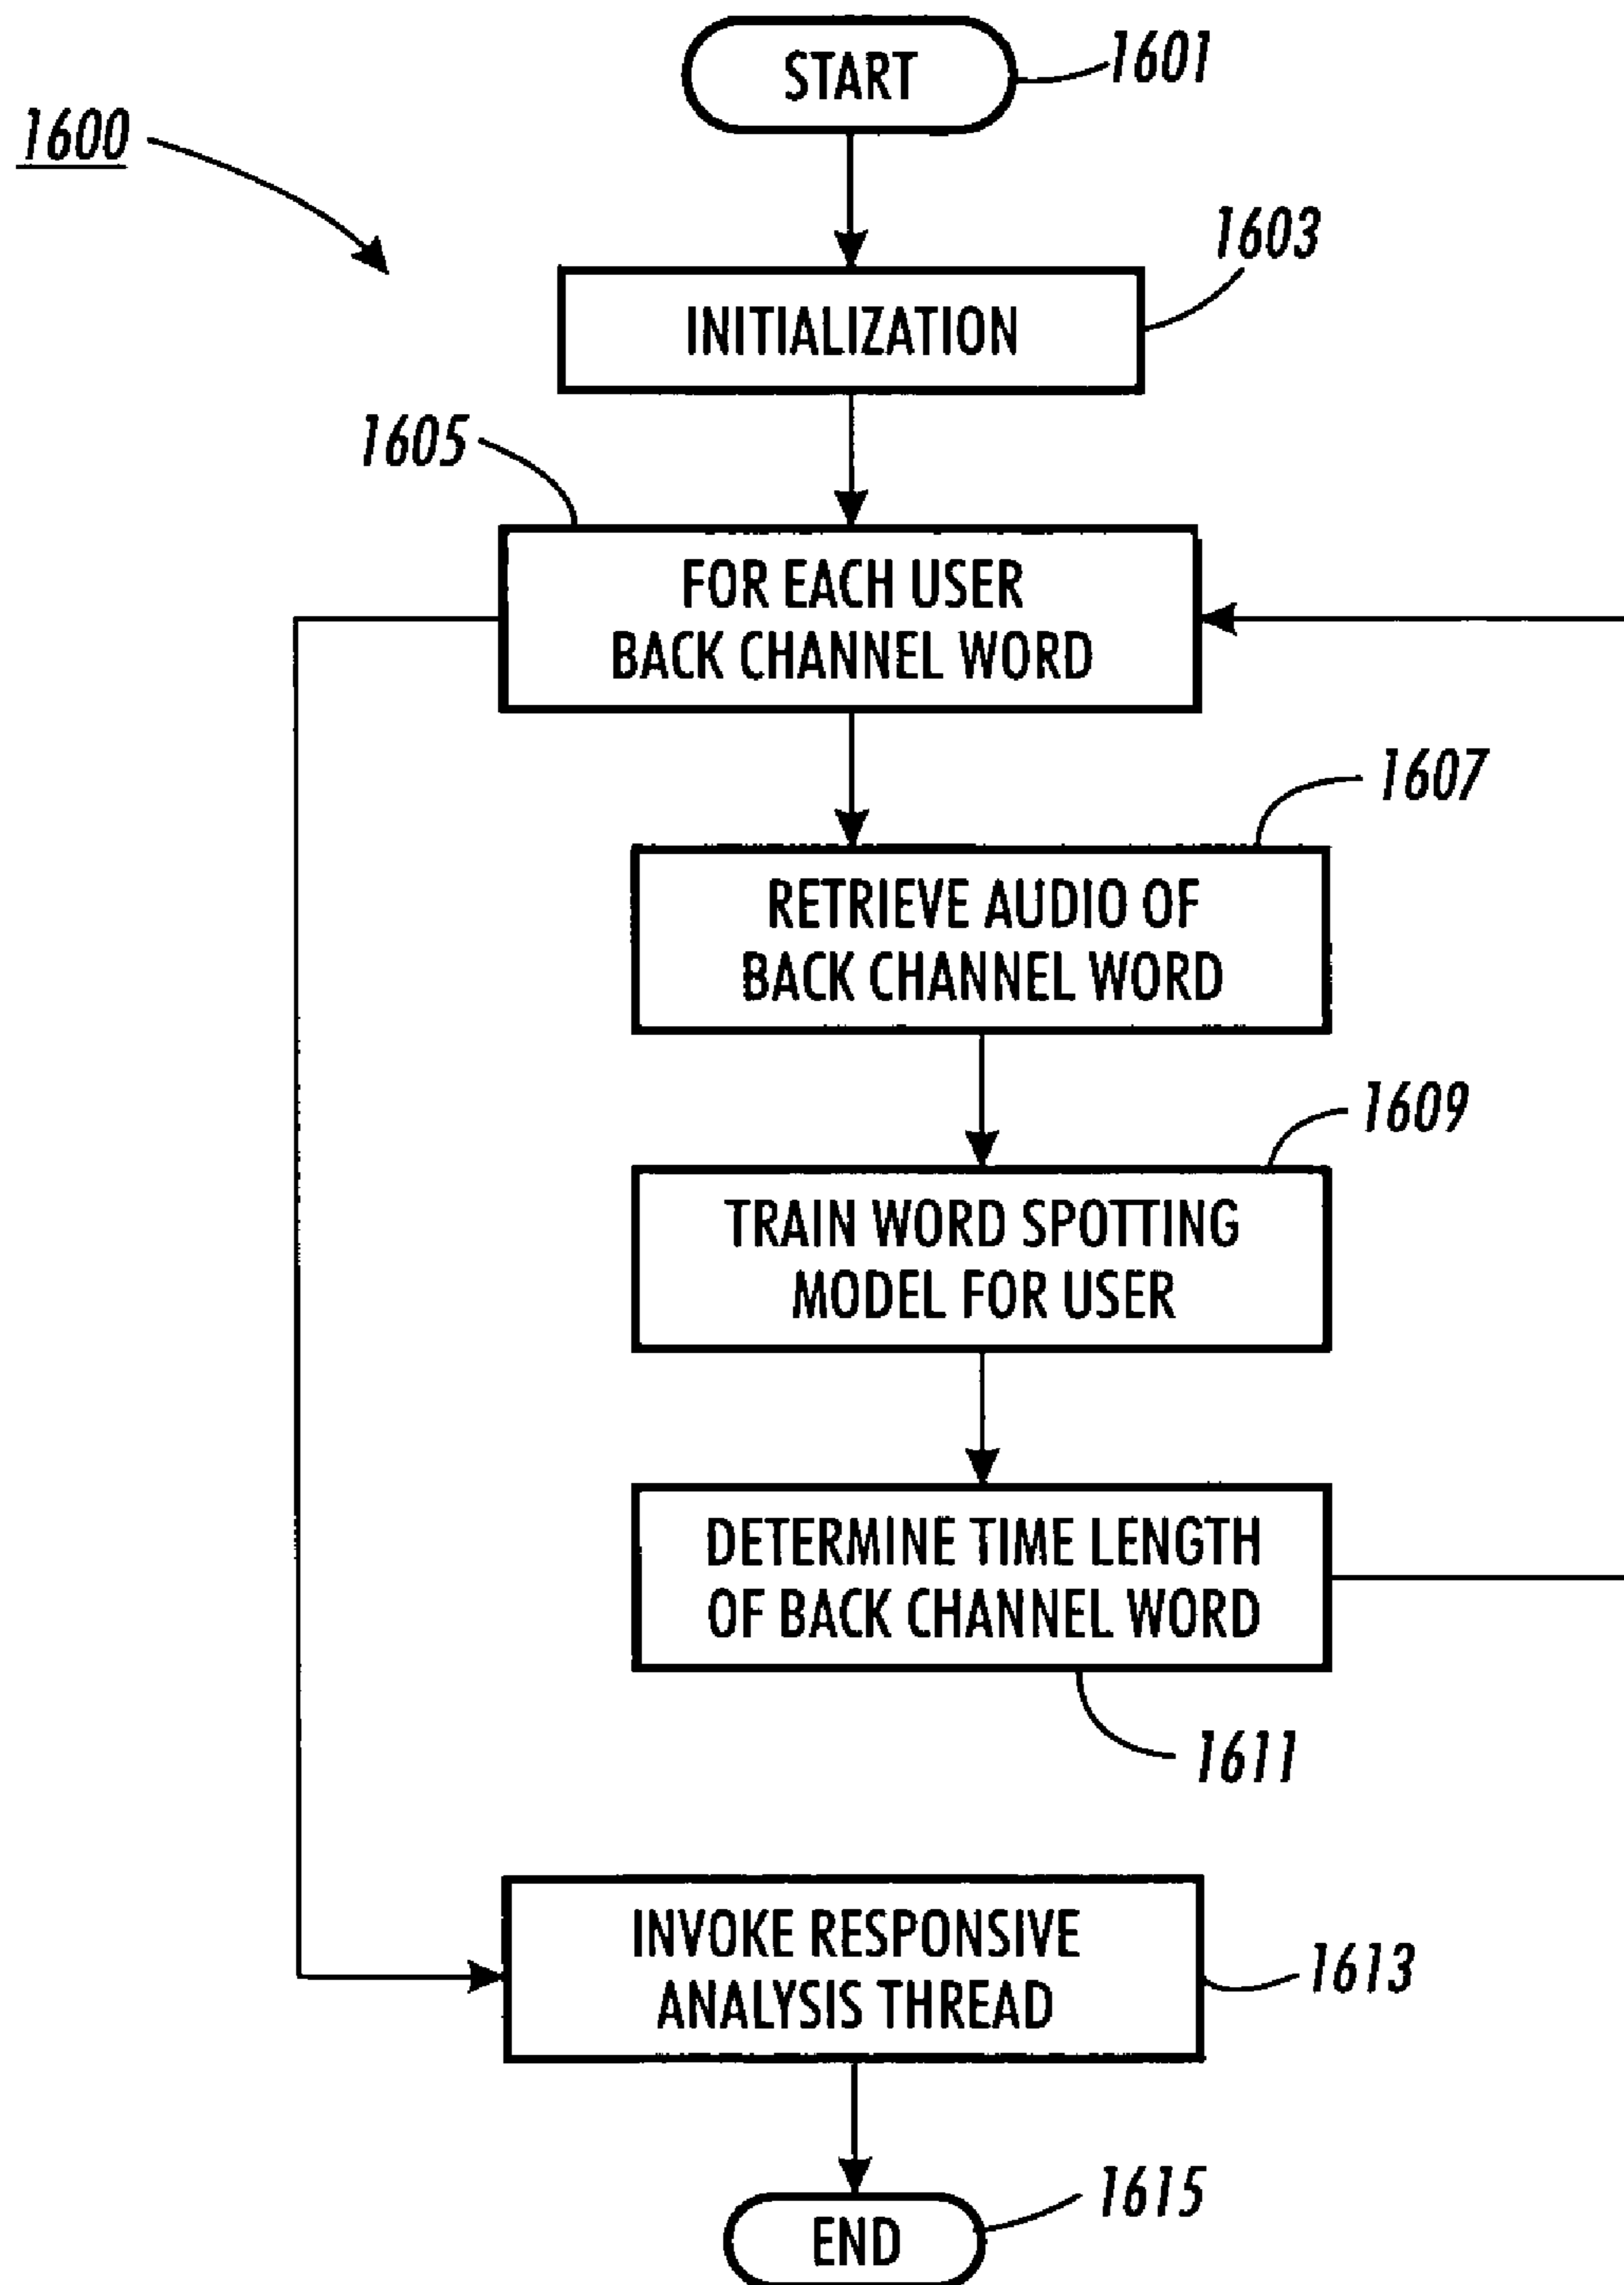 START
1601
1600
1603
INITIALIZATION
1605
FOR EACH USER
BACK CHANNEL WORD
1607
RETRIEVE AUDIO OF
BACK CHANNEL WORD
1609
TRAIN WORD SPOTTING
MODEL FOR USER
DETERMINE TIME LENGTH
OF BACK CHANNEL WORD
1611
INVOKE RESPONSIVE
ANALYSIS THREAD
1613
1615
END